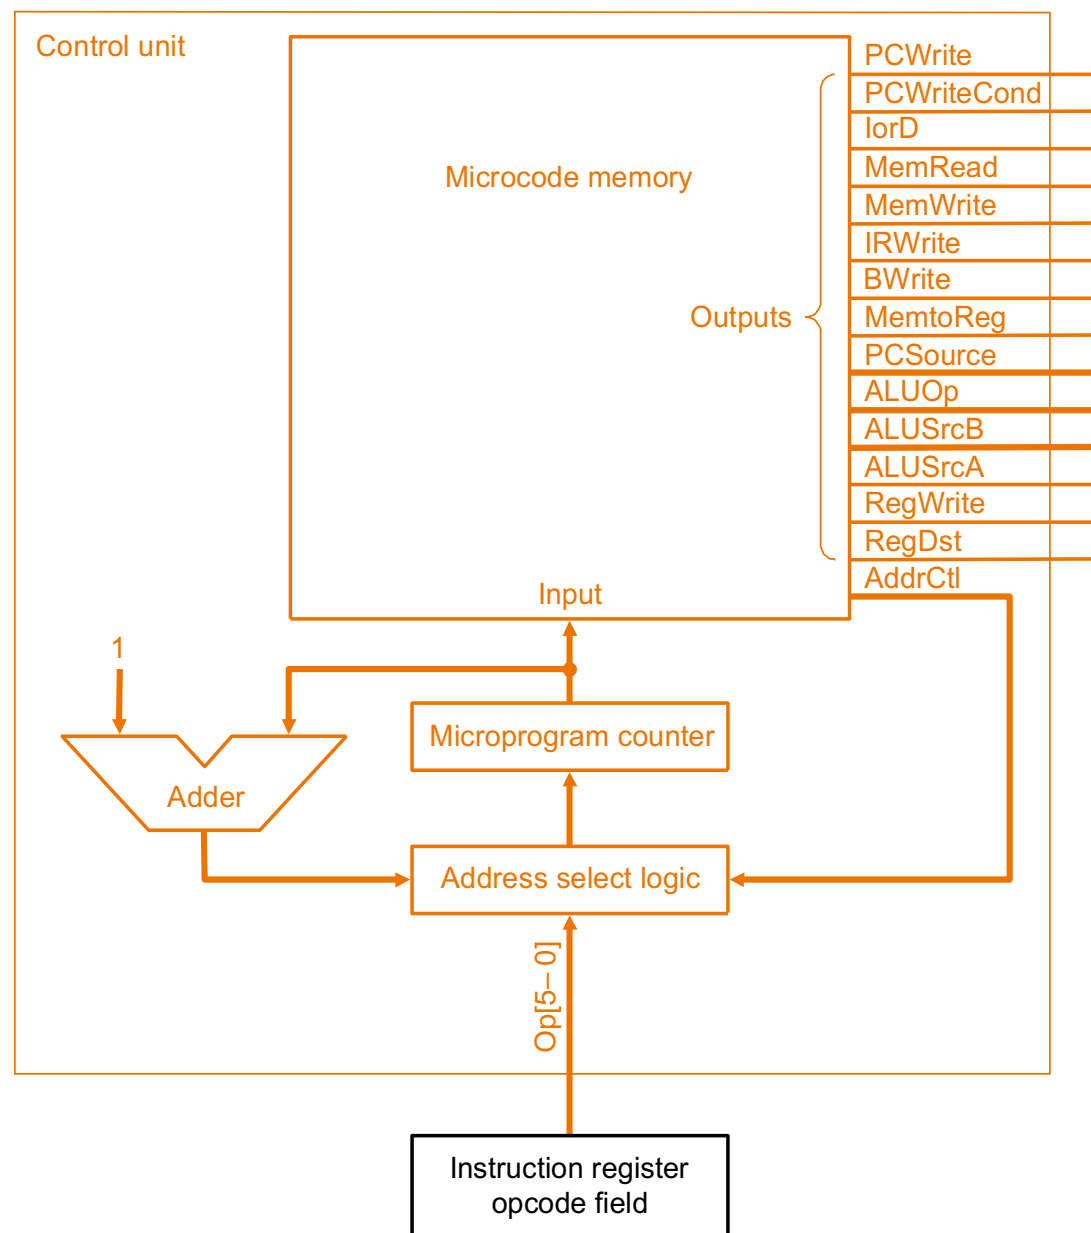 Control unit
PCWrite
PCWriteCond
IorD
MemRead
Microcode memory
MemWrite
IRWrite
BWrite
Outputs
MemtoReg
PCSource
ALUOp
ALUSrcB
ALUSrcA
RegWrite
RegDst
AddrCtl
Input
1
Microprogram counter
Adder
Address select logic
Op[5– 0]
Instruction register
opcode field